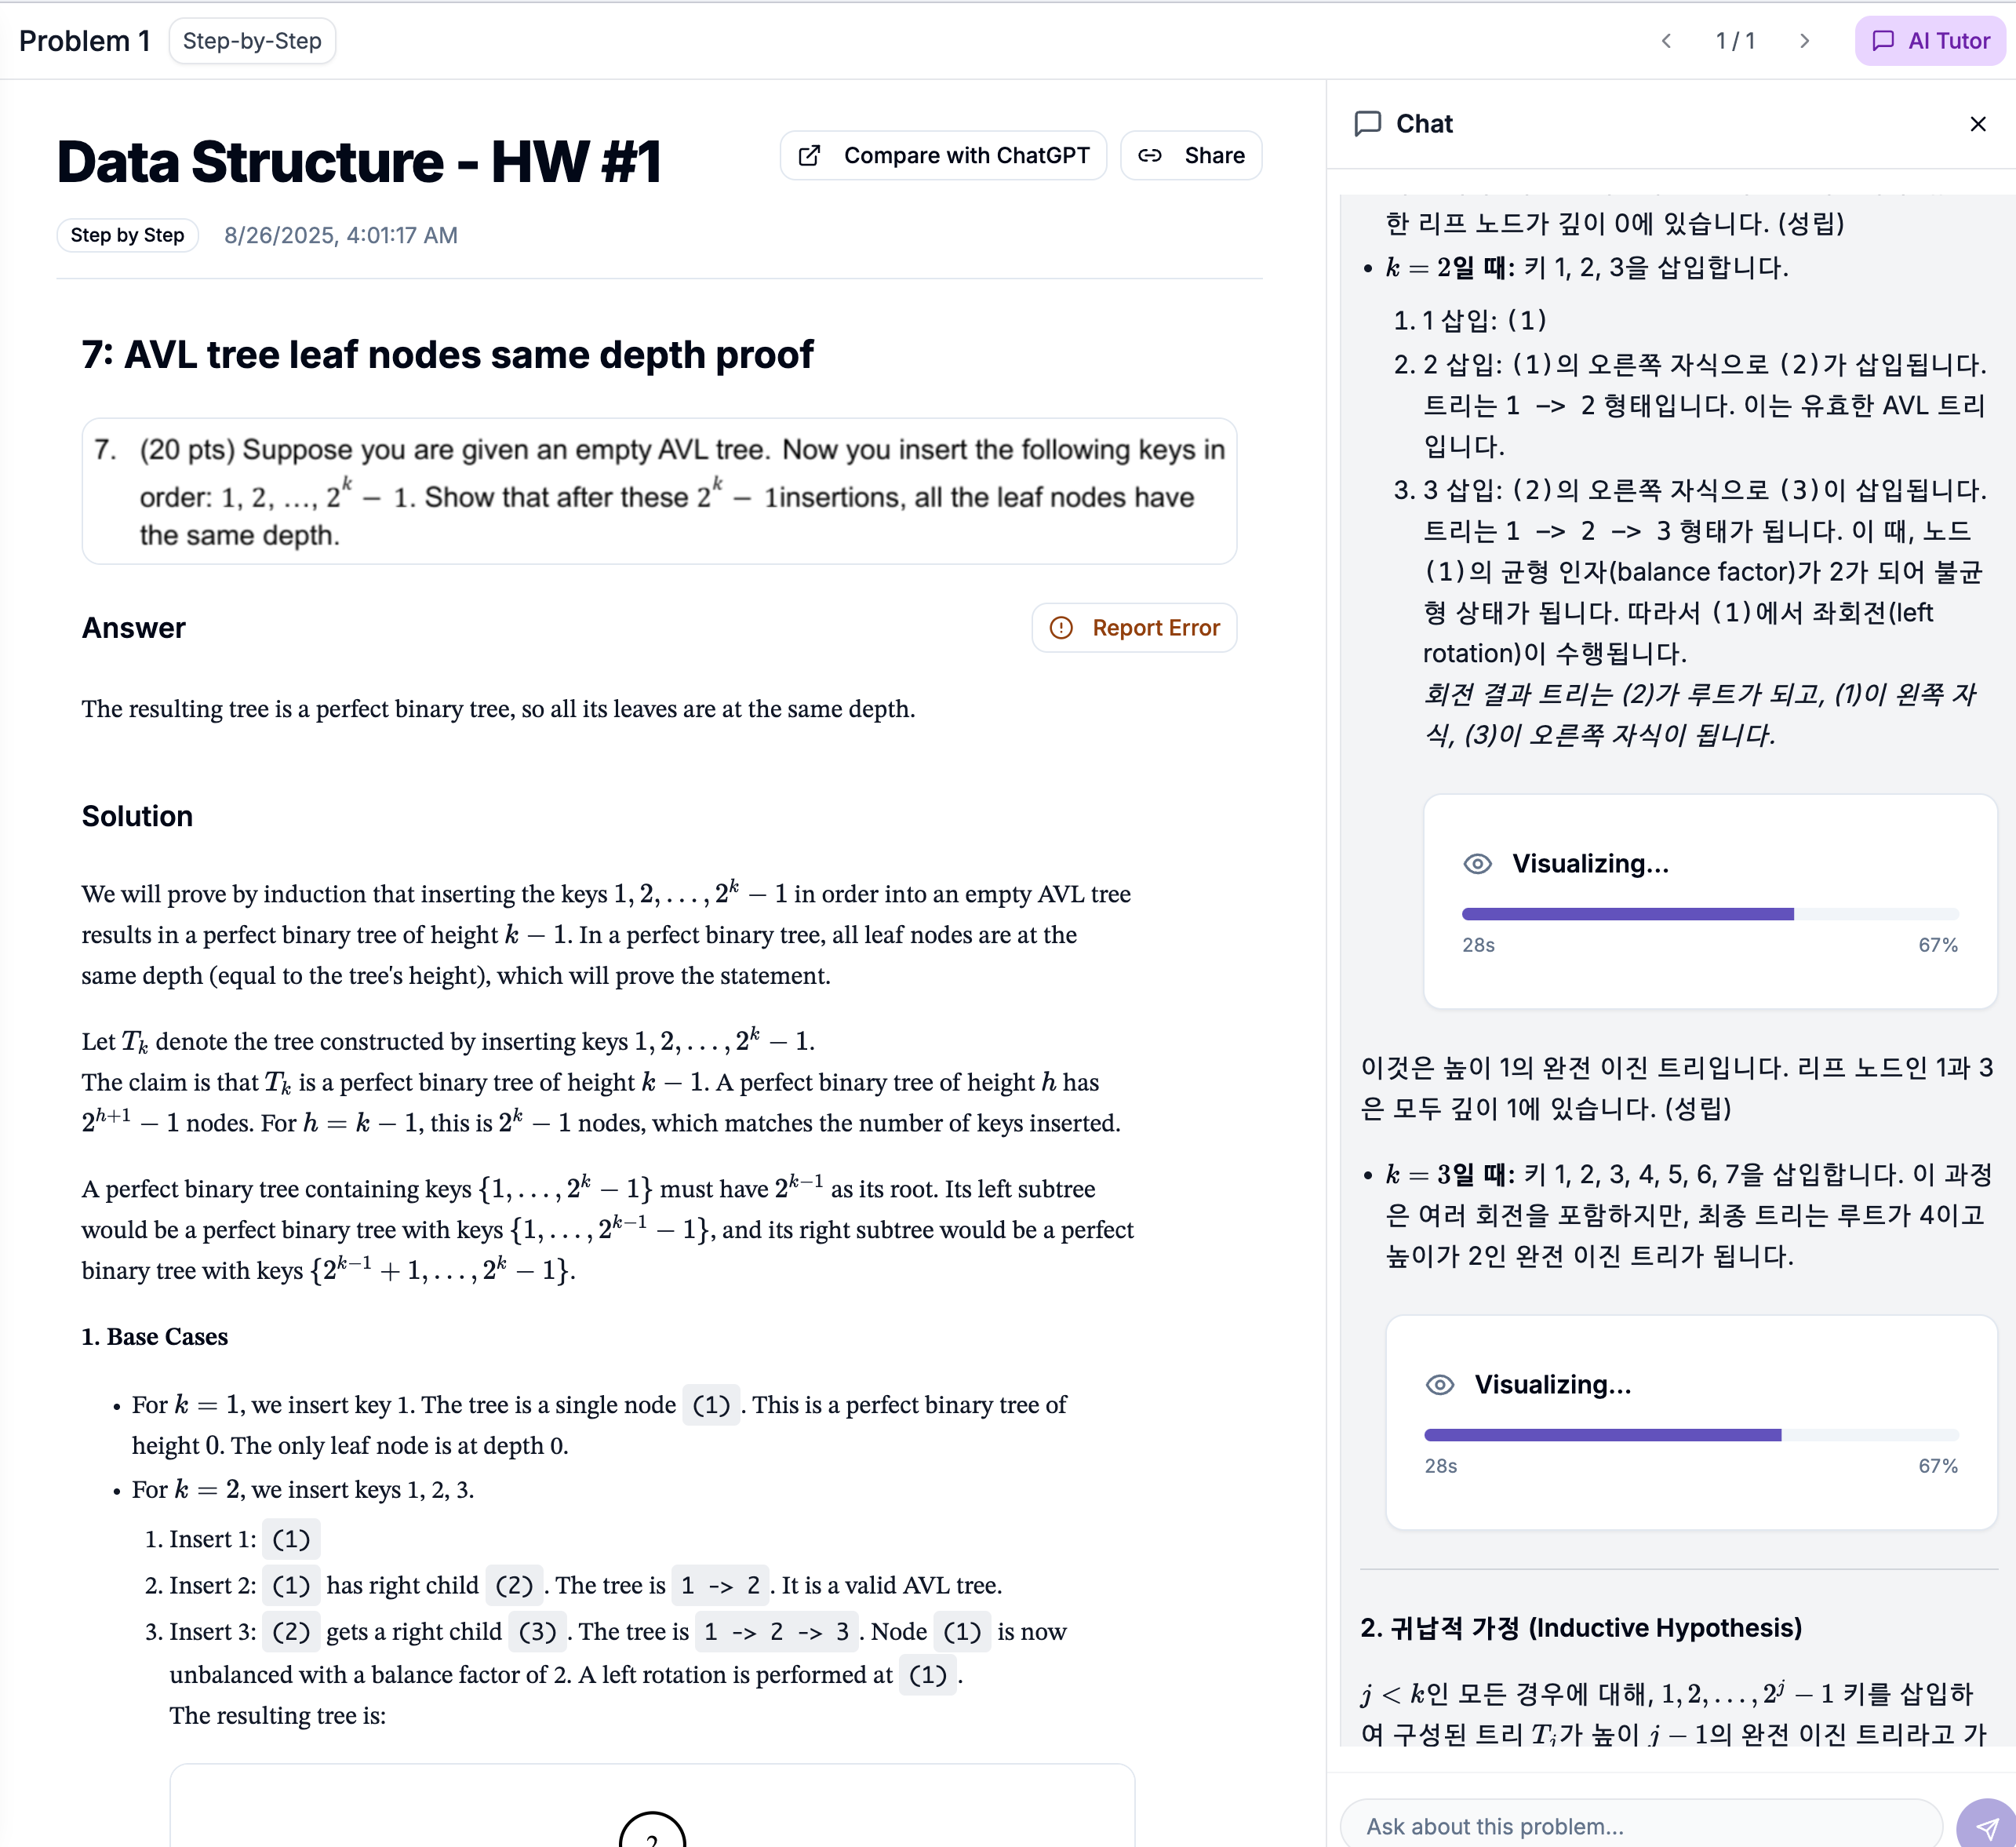 Problem 1
Step-by-Step
1 / 1
AI Tutor
Data Structure - HW #1
Compare with ChatGPT
Share
Step by Step
8/26/2025, 4:01:17 AM
7: AVL tree leaf nodes same depth proof
7. (20 pts) Suppose you are given an empty AVL tree. Now you insert the following keys in
order: 1, 2, ..., 2^k − 1. Show that after these 2^k − 1insertions, all the leaf nodes have
the same depth.
Answer
Report Error
The resulting tree is a perfect binary tree, so all its leaves are at the same depth.
Solution
We will prove by induction that inserting the keys 1, 2, . . . , 2^k − 1 in order into an empty AVL tree
results in a perfect binary tree of height k − 1. In a perfect binary tree, all leaf nodes are at the
same depth (equal to the tree's height), which will prove the statement.
Let T_k denote the tree constructed by inserting keys 1, 2, . . . , 2^k − 1.
The claim is that T_k is a perfect binary tree of height k − 1. A perfect binary tree of height h has
2^{h+1} − 1 nodes. For h = k − 1, this is 2^k − 1 nodes, which matches the number of keys inserted.
A perfect binary tree containing keys {1, . . . , 2^k − 1} must have 2^{k−1} as its root. Its left subtree
would be a perfect binary tree with keys {1, . . . , 2^{k−1} − 1}, and its right subtree would be a perfect
binary tree with keys {2^{k−1} + 1, . . . , 2^k − 1}.
1. Base Cases
• For k = 1, we insert key 1. The tree is a single node (1) . This is a perfect binary tree of
height 0. The only leaf node is at depth 0.
• For k = 2, we insert keys 1, 2, 3.
1. Insert 1: (1)
2. Insert 2: (1) has right child (2) . The tree is 1 -> 2 . It is a valid AVL tree.
3. Insert 3: (2) gets a right child (3) . The tree is 1 -> 2 -> 3 . Node (1) is now
unbalanced with a balance factor of 2. A left rotation is performed at (1) .
The resulting tree is:
2
Chat
한 리프 노드가 깊이 0에 있습니다. (성립)
• k = 2일 때: 키 1, 2, 3을 삽입합니다.
1. 1 삽입: (1)
2. 2 삽입: (1)의 오른쪽 자식으로 (2)가 삽입됩니다.
트리는 1 -> 2 형태입니다. 이는 유효한 AVL 트리
입니다.
3. 3 삽입: (2)의 오른쪽 자식으로 (3)이 삽입됩니다.
트리는 1 -> 2 -> 3 형태가 됩니다. 이 때, 노드
(1)의 균형 인자(balance factor)가 2가 되어 불균
형 상태가 됩니다. 따라서 (1)에서 좌회전(left
rotation)이 수행됩니다.
회전 결과 트리는 (2)가 루트가 되고, (1)이 왼쪽 자
식, (3)이 오른쪽 자식이 됩니다.
Visualizing...
28s 67%
이것은 높이 1의 완전 이진 트리입니다. 리프 노드인 1과 3
은 모두 깊이 1에 있습니다. (성립)
• k = 3일 때: 키 1, 2, 3, 4, 5, 6, 7을 삽입합니다. 이 과정
은 여러 회전을 포함하지만, 최종 트리는 루트가 4이고
높이가 2인 완전 이진 트리가 됩니다.
Visualizing...
28s 67%
2. 귀납적 가정 (Inductive Hypothesis)
j < k인 모든 경우에 대해, 1, 2, . . . , 2^j − 1 키를 삽입하
여 구성된 트리 T_j가 높이 j − 1의 완전 이진 트리라고 가
Ask about this problem...